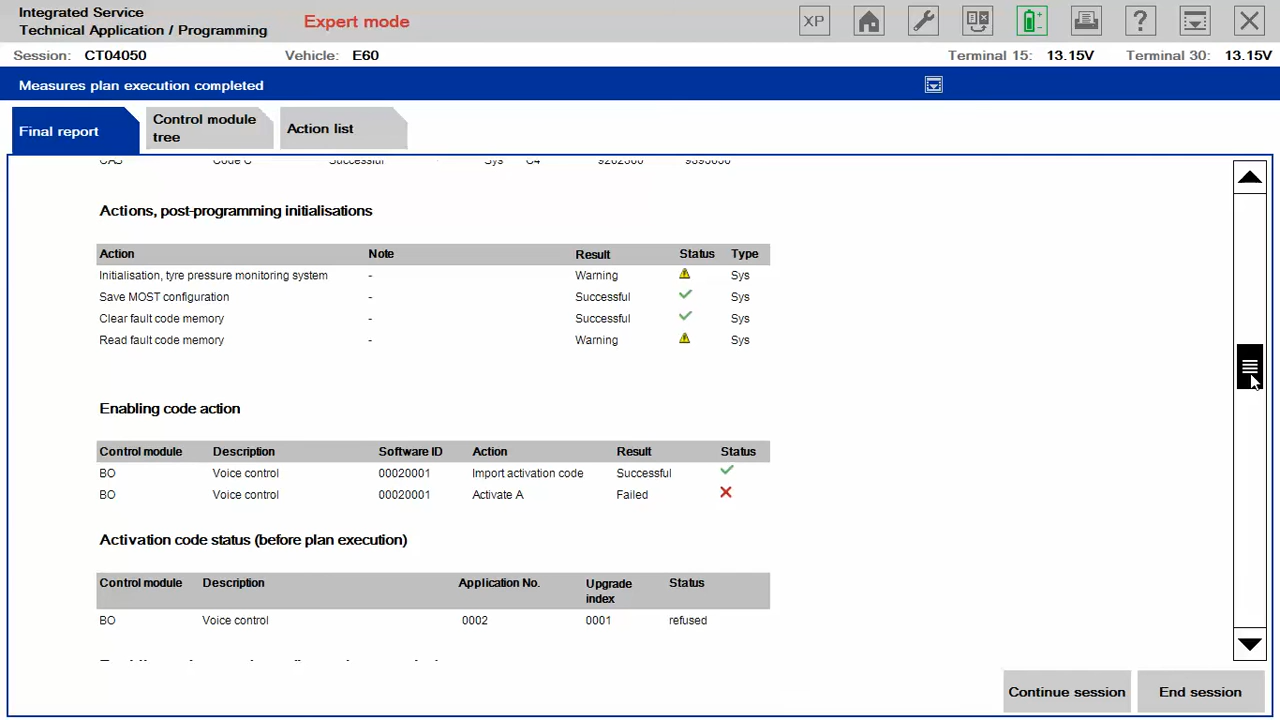 Integrated Service
Technical Application / Programming
Expert mode
XP
Session: CT04050 Vehicle: E60 Terminal 15: 13.15V Terminal 30: 13.15V
Measures plan execution completed
Final report
Control module
tree
Action list
CAS Code C Successful - Sys C4
Actions, post-programming initialisations
Action Note Result Status Type
Initialisation, tyre pressure monitoring system - Warning Sys
Save MOST configuration - Successful Sys
Clear fault code memory - Successful Sys
Read fault code memory - Warning Sys
Enabling code action
Control module Description Software ID Action Result Status
BO Voice control 00020001 Import activation code Successful
BO Voice control 00020001 Activate A Failed
Activation code status (before plan execution)
Control module Description Application No. Upgrade index Status
BO Voice control 0002 0001 refused
Continue session
End session